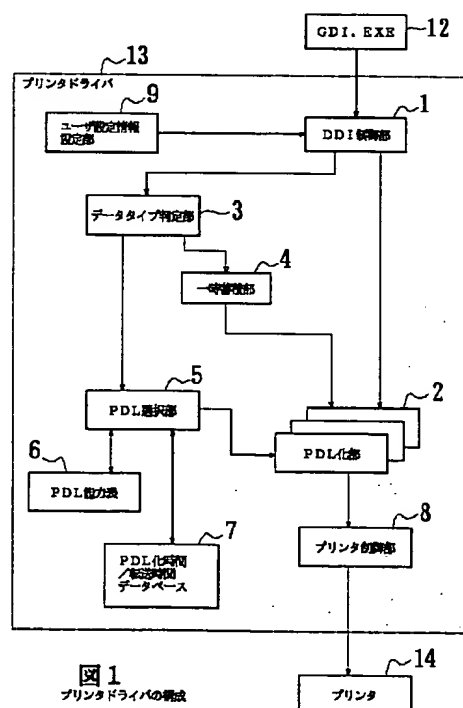 GDI.EXE
12
13
プリンタドライバ
9
ユーザ設定情報
設定部
1
DDI制御部
データタイプ判定部
3
4
一時蓄積部
5
PDL選択部
2
PDL化部
6
PDL能力表
7
PDL化時間
/転送時間
データベース
8
プリンタ制御部
図1
プリンタドライバの構成
14
プリンタ